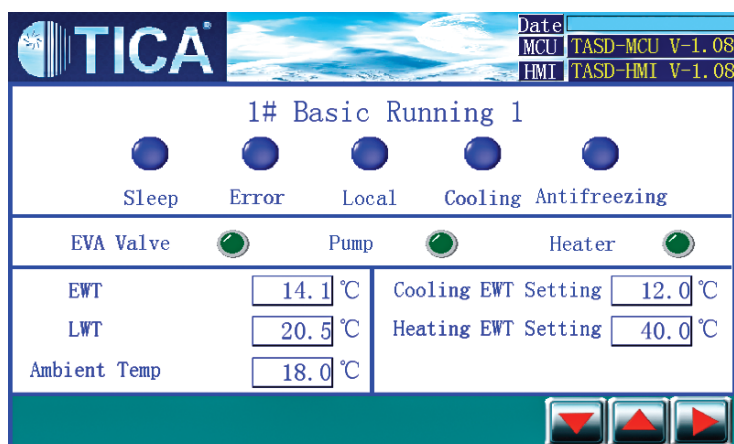 TICA®
Date
MCU TASD-MCU V-1.08
HMI TASD-HMI V-1.08
1# Basic Running 1
Sleep Error Local Cooling Antifreezing
EVA Valve Pump Heater
EWT 14.1 ℃ Cooling EWT Setting 12.0 ℃
LWT 20.5 ℃ Heating EWT Setting 40.0 ℃
Ambient Temp 18.0 ℃